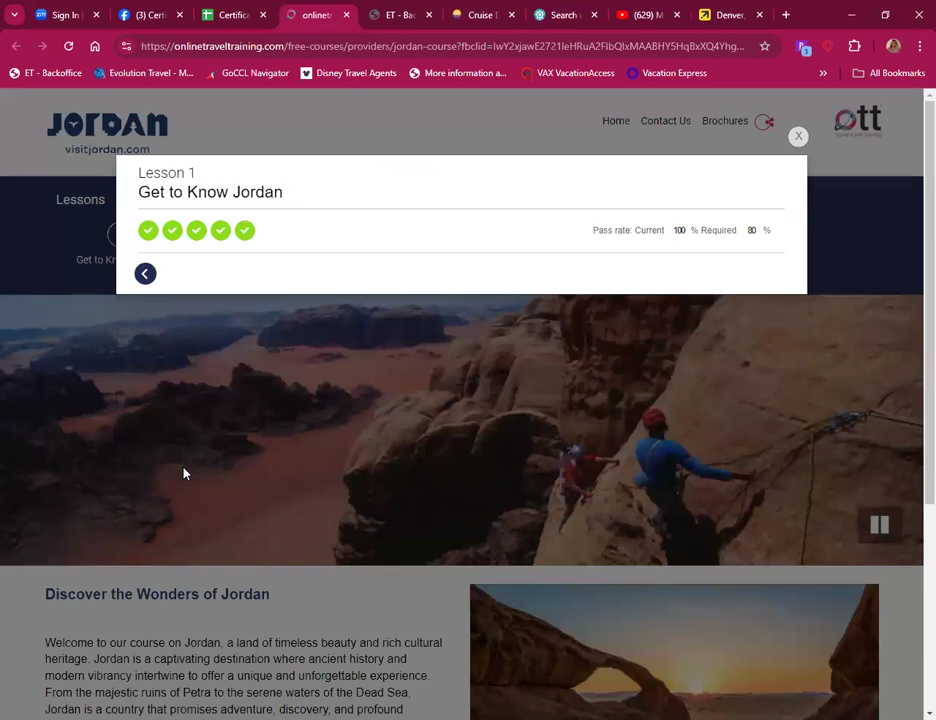 Sign In |
(3) Certi
Certifica
onlinetr
ET - Bac
Cruise D
Search r
(629) M
Denver,
https://onlinetraveltraining.com/free-courses/providers/jordan-course?fbclid=IwY2xjawE2721leHRuA2FlbQIxMAABHY5HqBxXQ4Yhg...
3
ET - Backoffice
Evolution Travel - M...
GoCCL Navigator
Disney Travel Agents
More information a...
VAX VacationAccess
Vacation Express
All Bookmarks
JORDAN
visitjordan.com
Home
Contact Us
Brochures
ott
X
Lesson 1
Get to Know Jordan
Pass rate: Current 100 % Required 80 %
Lessons
Get to Kn
Discover the Wonders of Jordan
Welcome to our course on Jordan, a land of timeless beauty and rich cultural
heritage. Jordan is a captivating destination where ancient history and
modern vibrancy intertwine to offer a unique and unforgettable experience.
From the majestic ruins of Petra to the serene waters of the Dead Sea,
Jordan is a country that promises adventure, discovery, and profound